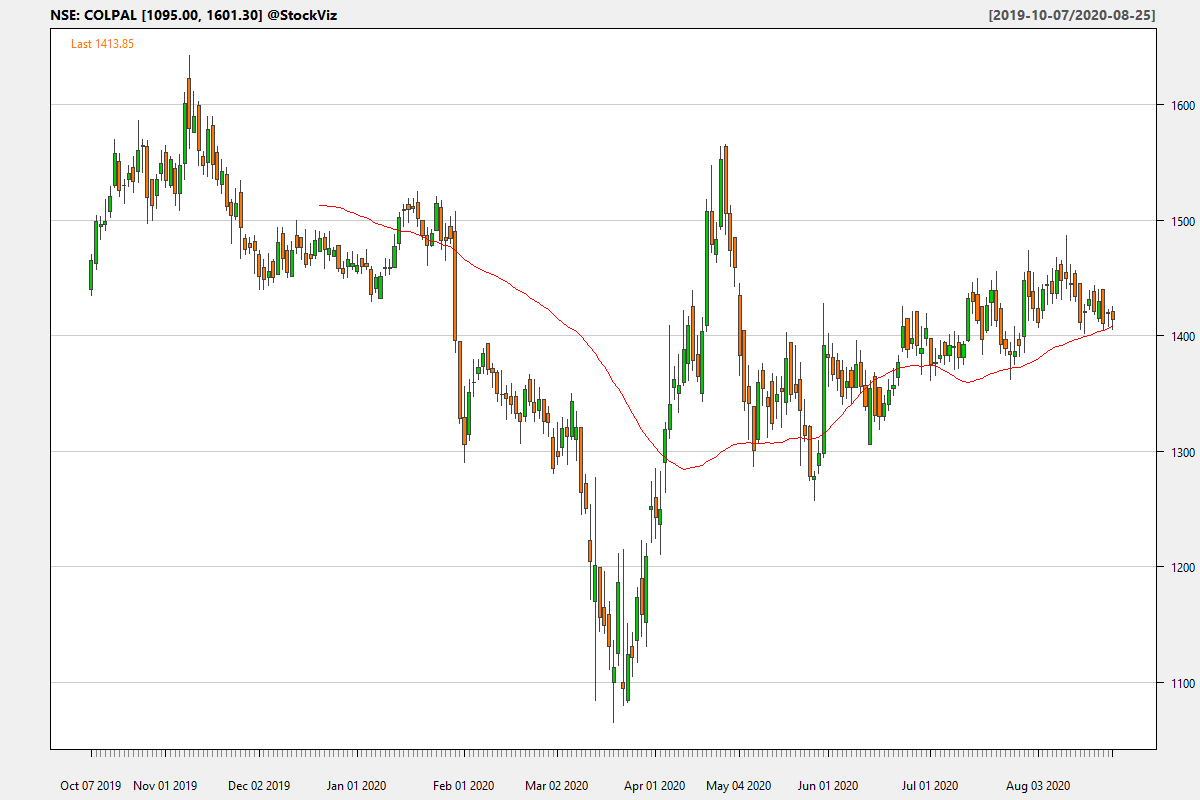 NSE: COLPAL [1095.00, 1601.30] @StockViz [2019-10-07/2020-08-25]
Last 1413.85
1600
1500
1400
1300
1200
1100
Oct 07 2019 Nov 01 2019 Dec 02 2019 Jan 01 2020 Feb 01 2020 Mar 02 2020 Apr 01 2020 May 04 2020 Jun 01 2020 Jul 01 2020 Aug 03 2020